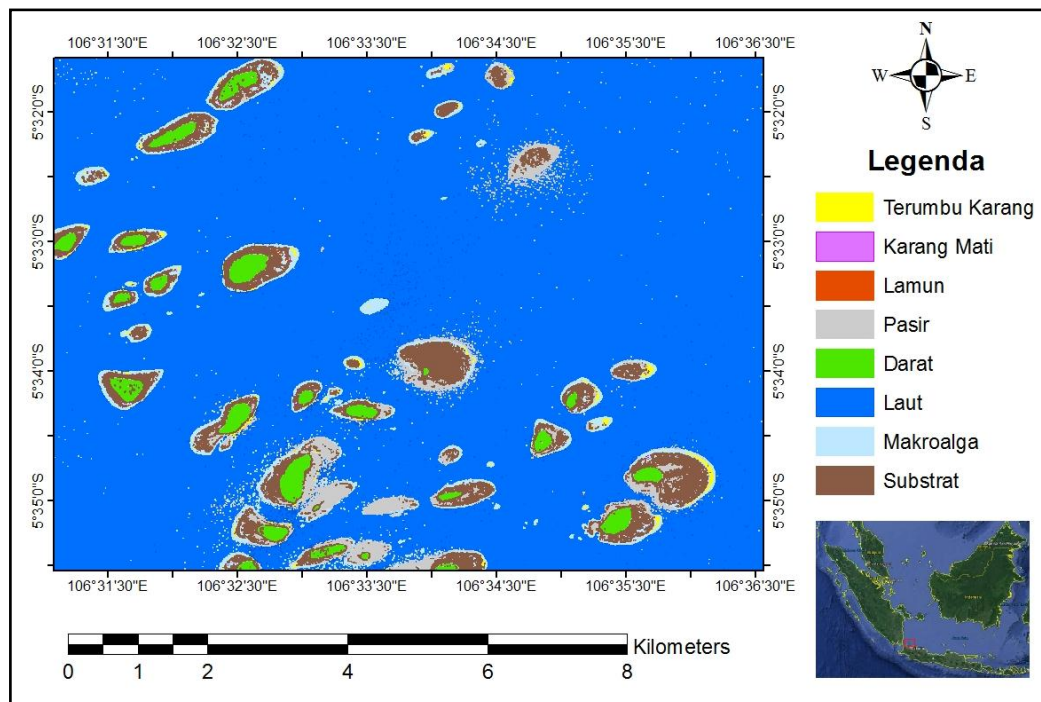 106°31'30"E 106°32'30"E 106°33'30"E 106°34'30"E 106°35'30"E 106°36'30"E
5°32'0"S
5°33'0"S
5°34'0"S
5°35'0"S
5°32'0"S
5°33'0"S
5°34'0"S
5°35'0"S
106°31'30"E 106°32'30"E 106°33'30"E 106°34'30"E 106°35'30"E 106°36'30"E
Kilometers
0 0.5 1 2 4 6 8
N
W E
S
Legenda
Terumbu Karang
Karang Mati
Lamun
Pasir
Darat
Laut
Makroalga
Substrat